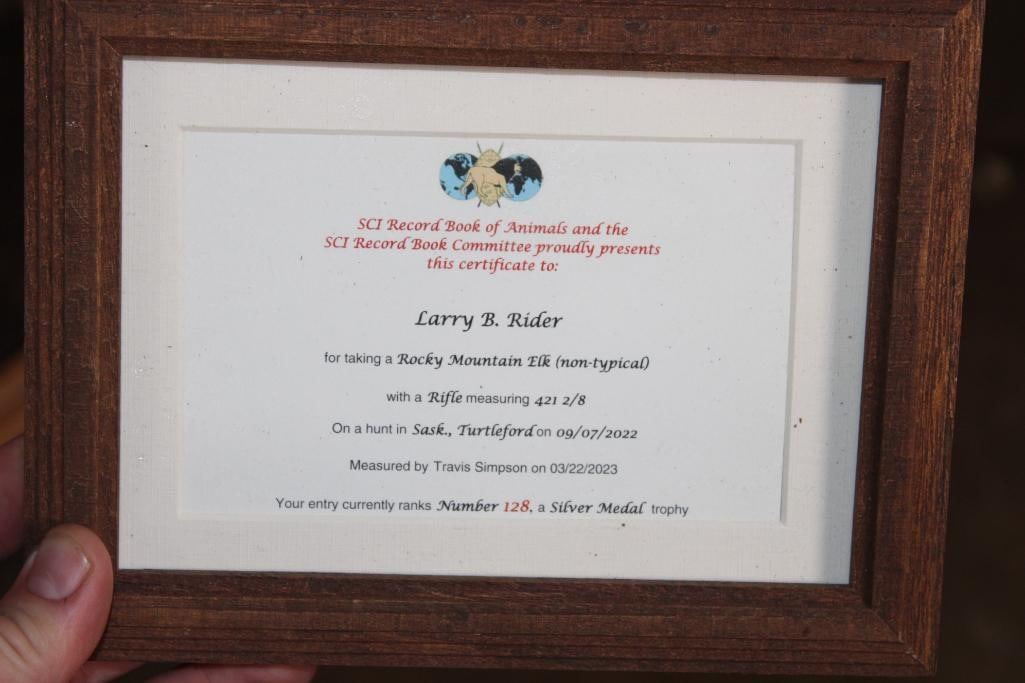 SCI Record Book of Animals and the
SCI Record Book Committee proudly presents
this certificate to:
Larry B. Rider
for taking a Rocky Mountain Elk (non-typical)
with a Rifle measuring 421 2/8
On a hunt in Sask., Turtleford on 09/07/2022
Measured by Travis Simpson on 03/22/2023
Your entry currently ranks Number 128, a Silver Medal trophy